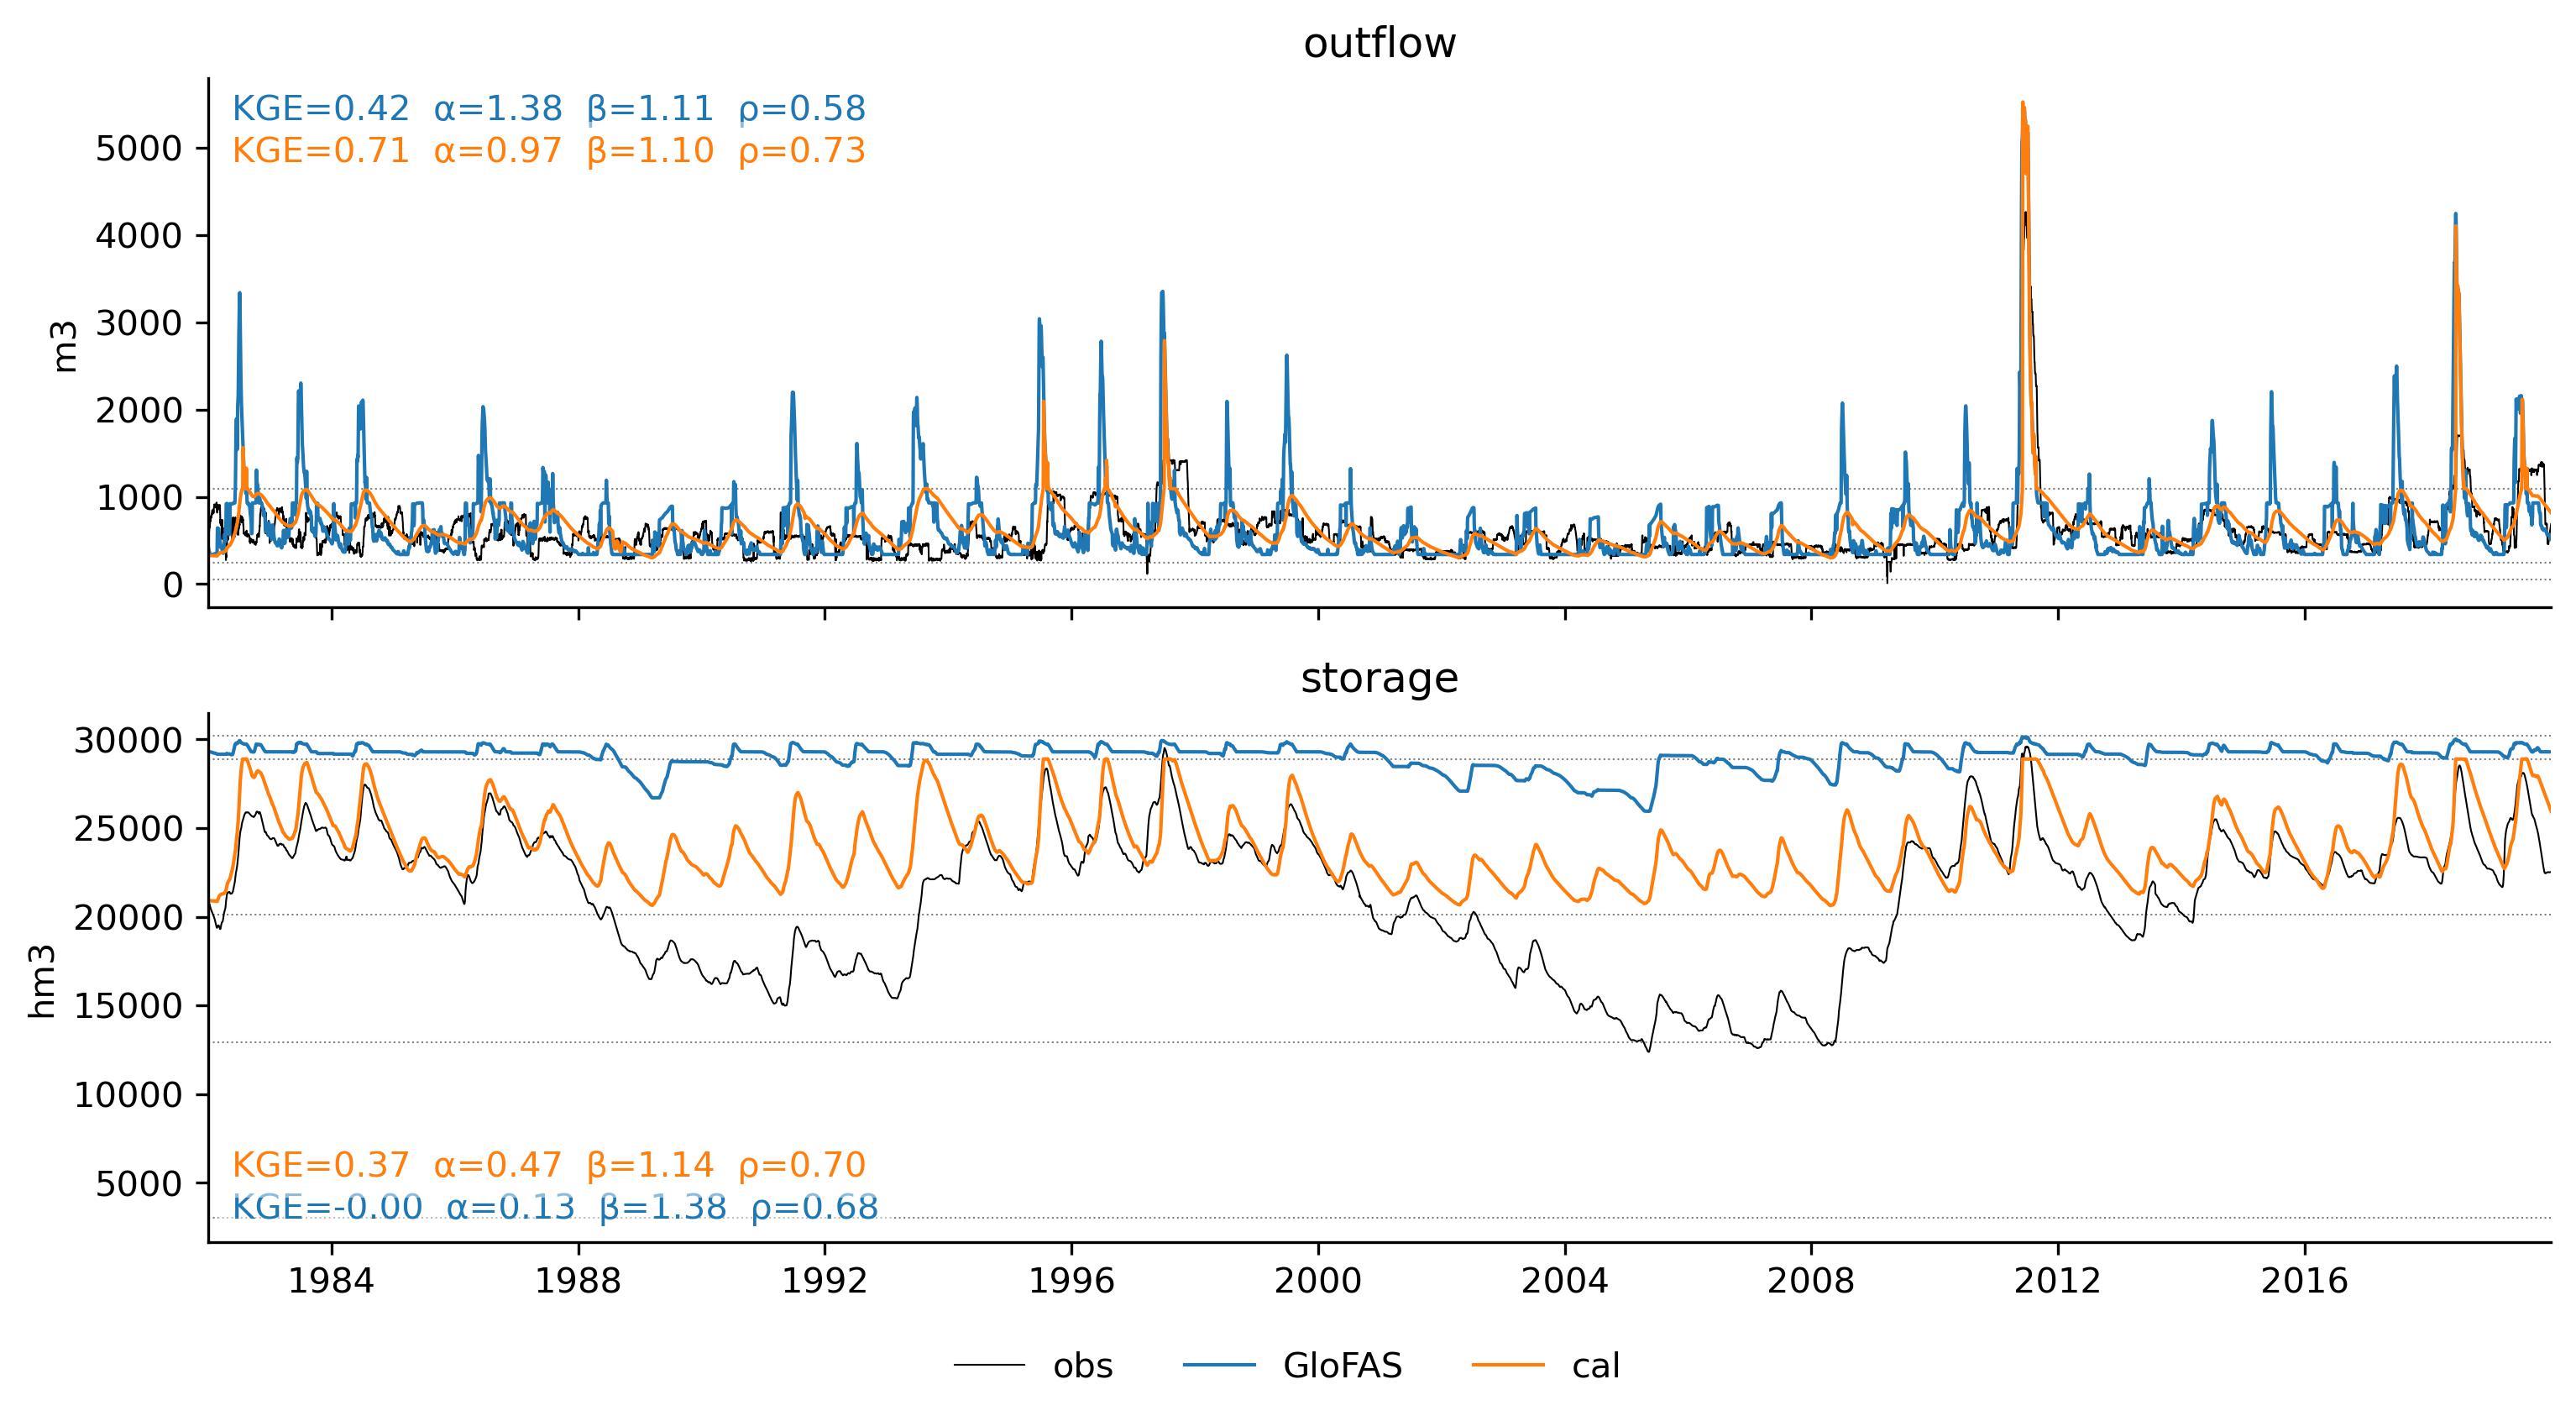 outflow
KGE=0.42 α=1.38 β=1.11 ρ=0.58
KGE=0.71 α=0.97 β=1.10 ρ=0.73
5000
4000
3000
2000
1000
0
m3
storage
30000
25000
20000
15000
10000
5000
hm3
KGE=0.37 α=0.47 β=1.14 ρ=0.70
KGE=-0.00 α=0.13 β=1.38 ρ=0.68
1984 1988 1992 1996 2000 2004 2008 2012 2016
obs GloFAS cal